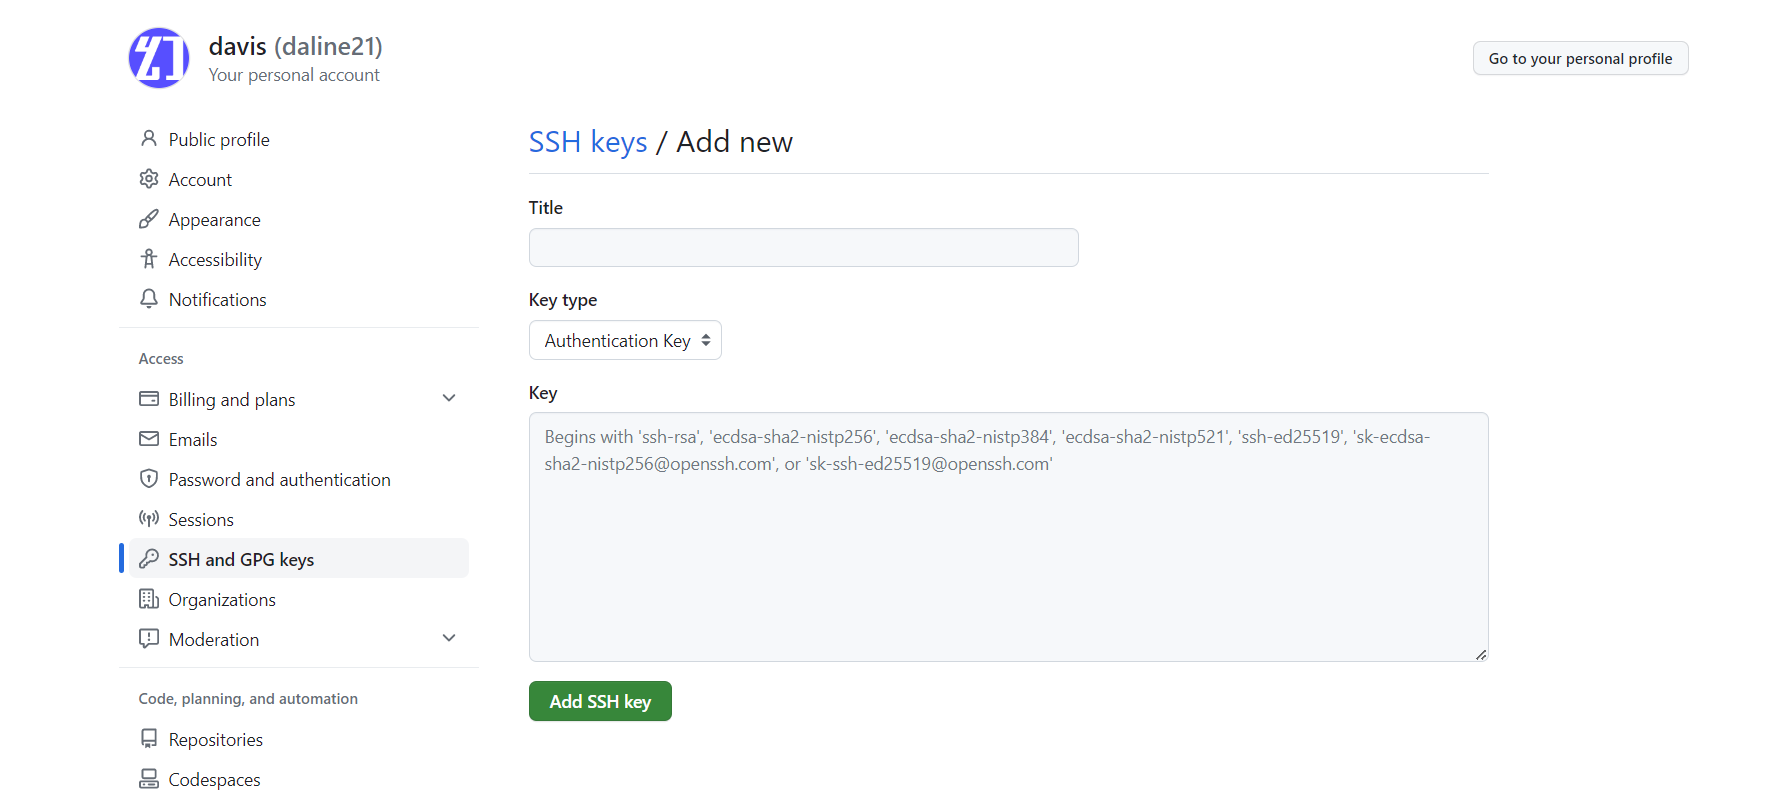 davis (daline21)
Your personal account
Go to your personal profile
Public profile
Account
Appearance
Accessibility
Notifications
Access
Billing and plans
Emails
Password and authentication
Sessions
SSH and GPG keys
Organizations
Moderation
Code, planning, and automation
Repositories
Codespaces
SSH keys / Add new
Title
Key type
Authentication Key
Key
Begins with 'ssh-rsa', 'ecdsa-sha2-nistp256', 'ecdsa-sha2-nistp384', 'ecdsa-sha2-nistp521', 'ssh-ed25519', 'sk-ecdsa-
sha2-nistp256@openssh.com', or 'sk-ssh-ed25519@openssh.com'
Add SSH key